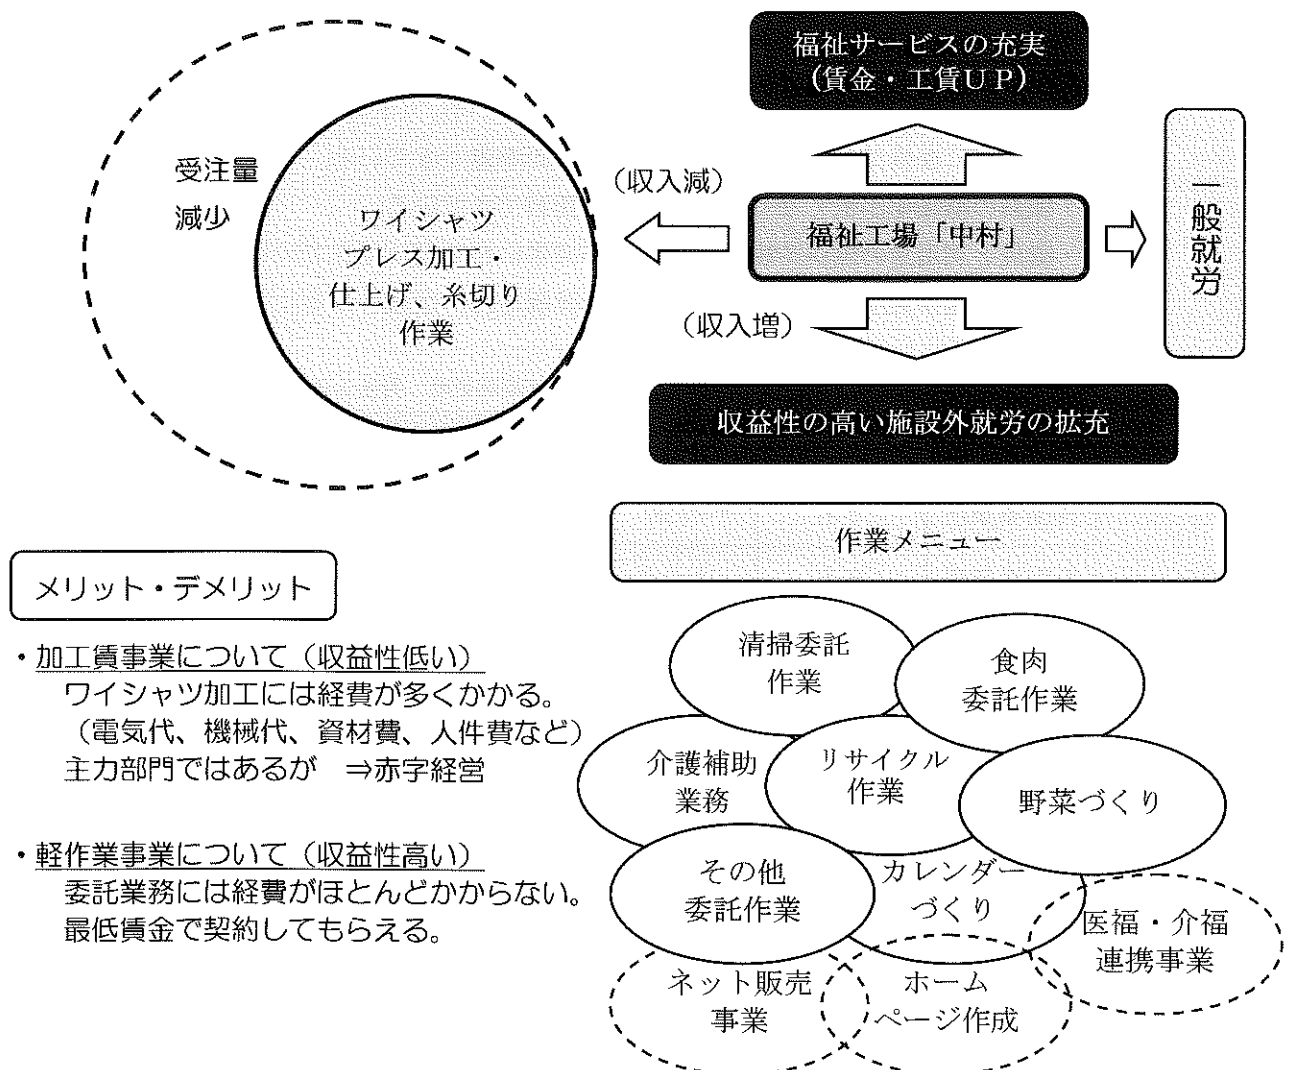 福祉サービスの充実
(賃金・工賃ＵＰ)
受注量
減少
ワイシャツ
プレス加工・
仕上げ、糸切り
作業
（収入減）
福祉工場「中村」
一般就労
（収入増）
収益性の高い施設外就労の拡充
作業メニュー
メリット・デメリット
・加工賃事業について（収益性低い）
ワイシャツ加工には経費が多くかかる。
（電気代、機械代、資材費、人件費など）
主力部門ではあるが　⇒赤字経営
・軽作業事業について（収益性高い）
委託業務には経費がほとんどかからない。
最低賃金で契約してもらえる。
清掃委託
作業
食肉
委託作業
介護補助
業務
リサイクル
作業
野菜づくり
その他
委託作業
カレンダー
づくり
医福・介福
連携事業
ネット販売
事業
ホーム
ページ作成